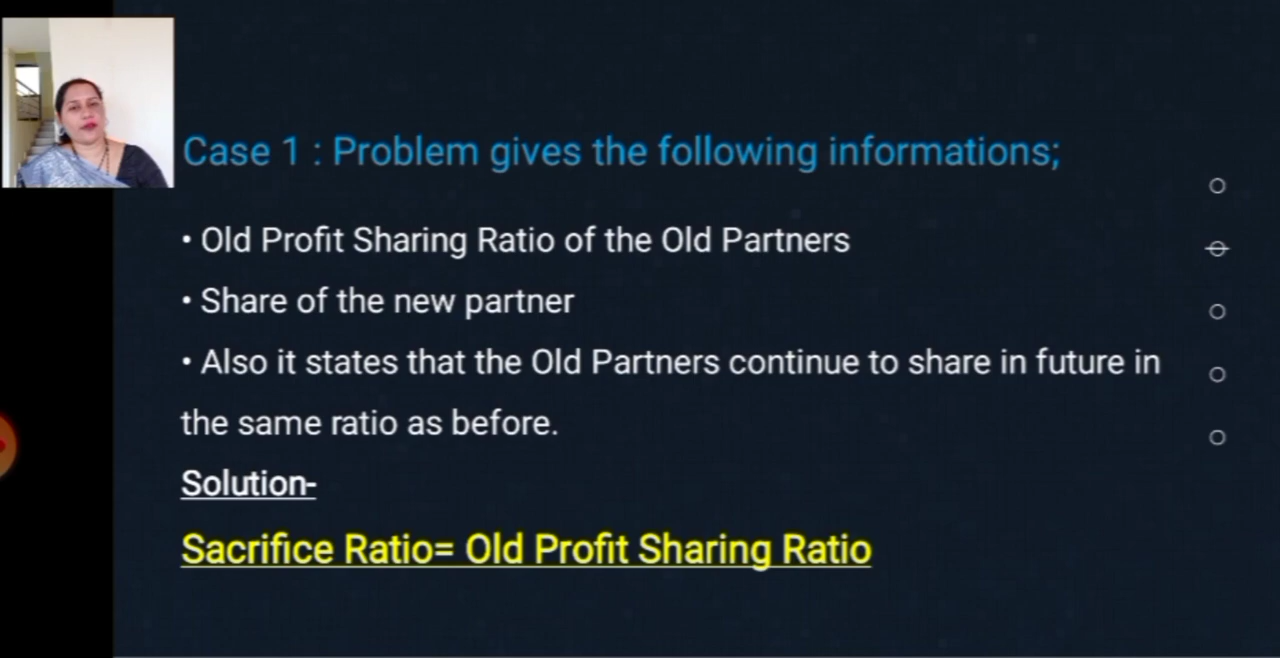 Case 1 : Problem gives the following informations;
• Old Profit Sharing Ratio of the Old Partners
• Share of the new partner
• Also it states that the Old Partners continue to share in future in
the same ratio as before.
Solution-
Sacrifice Ratio= Old Profit Sharing Ratio